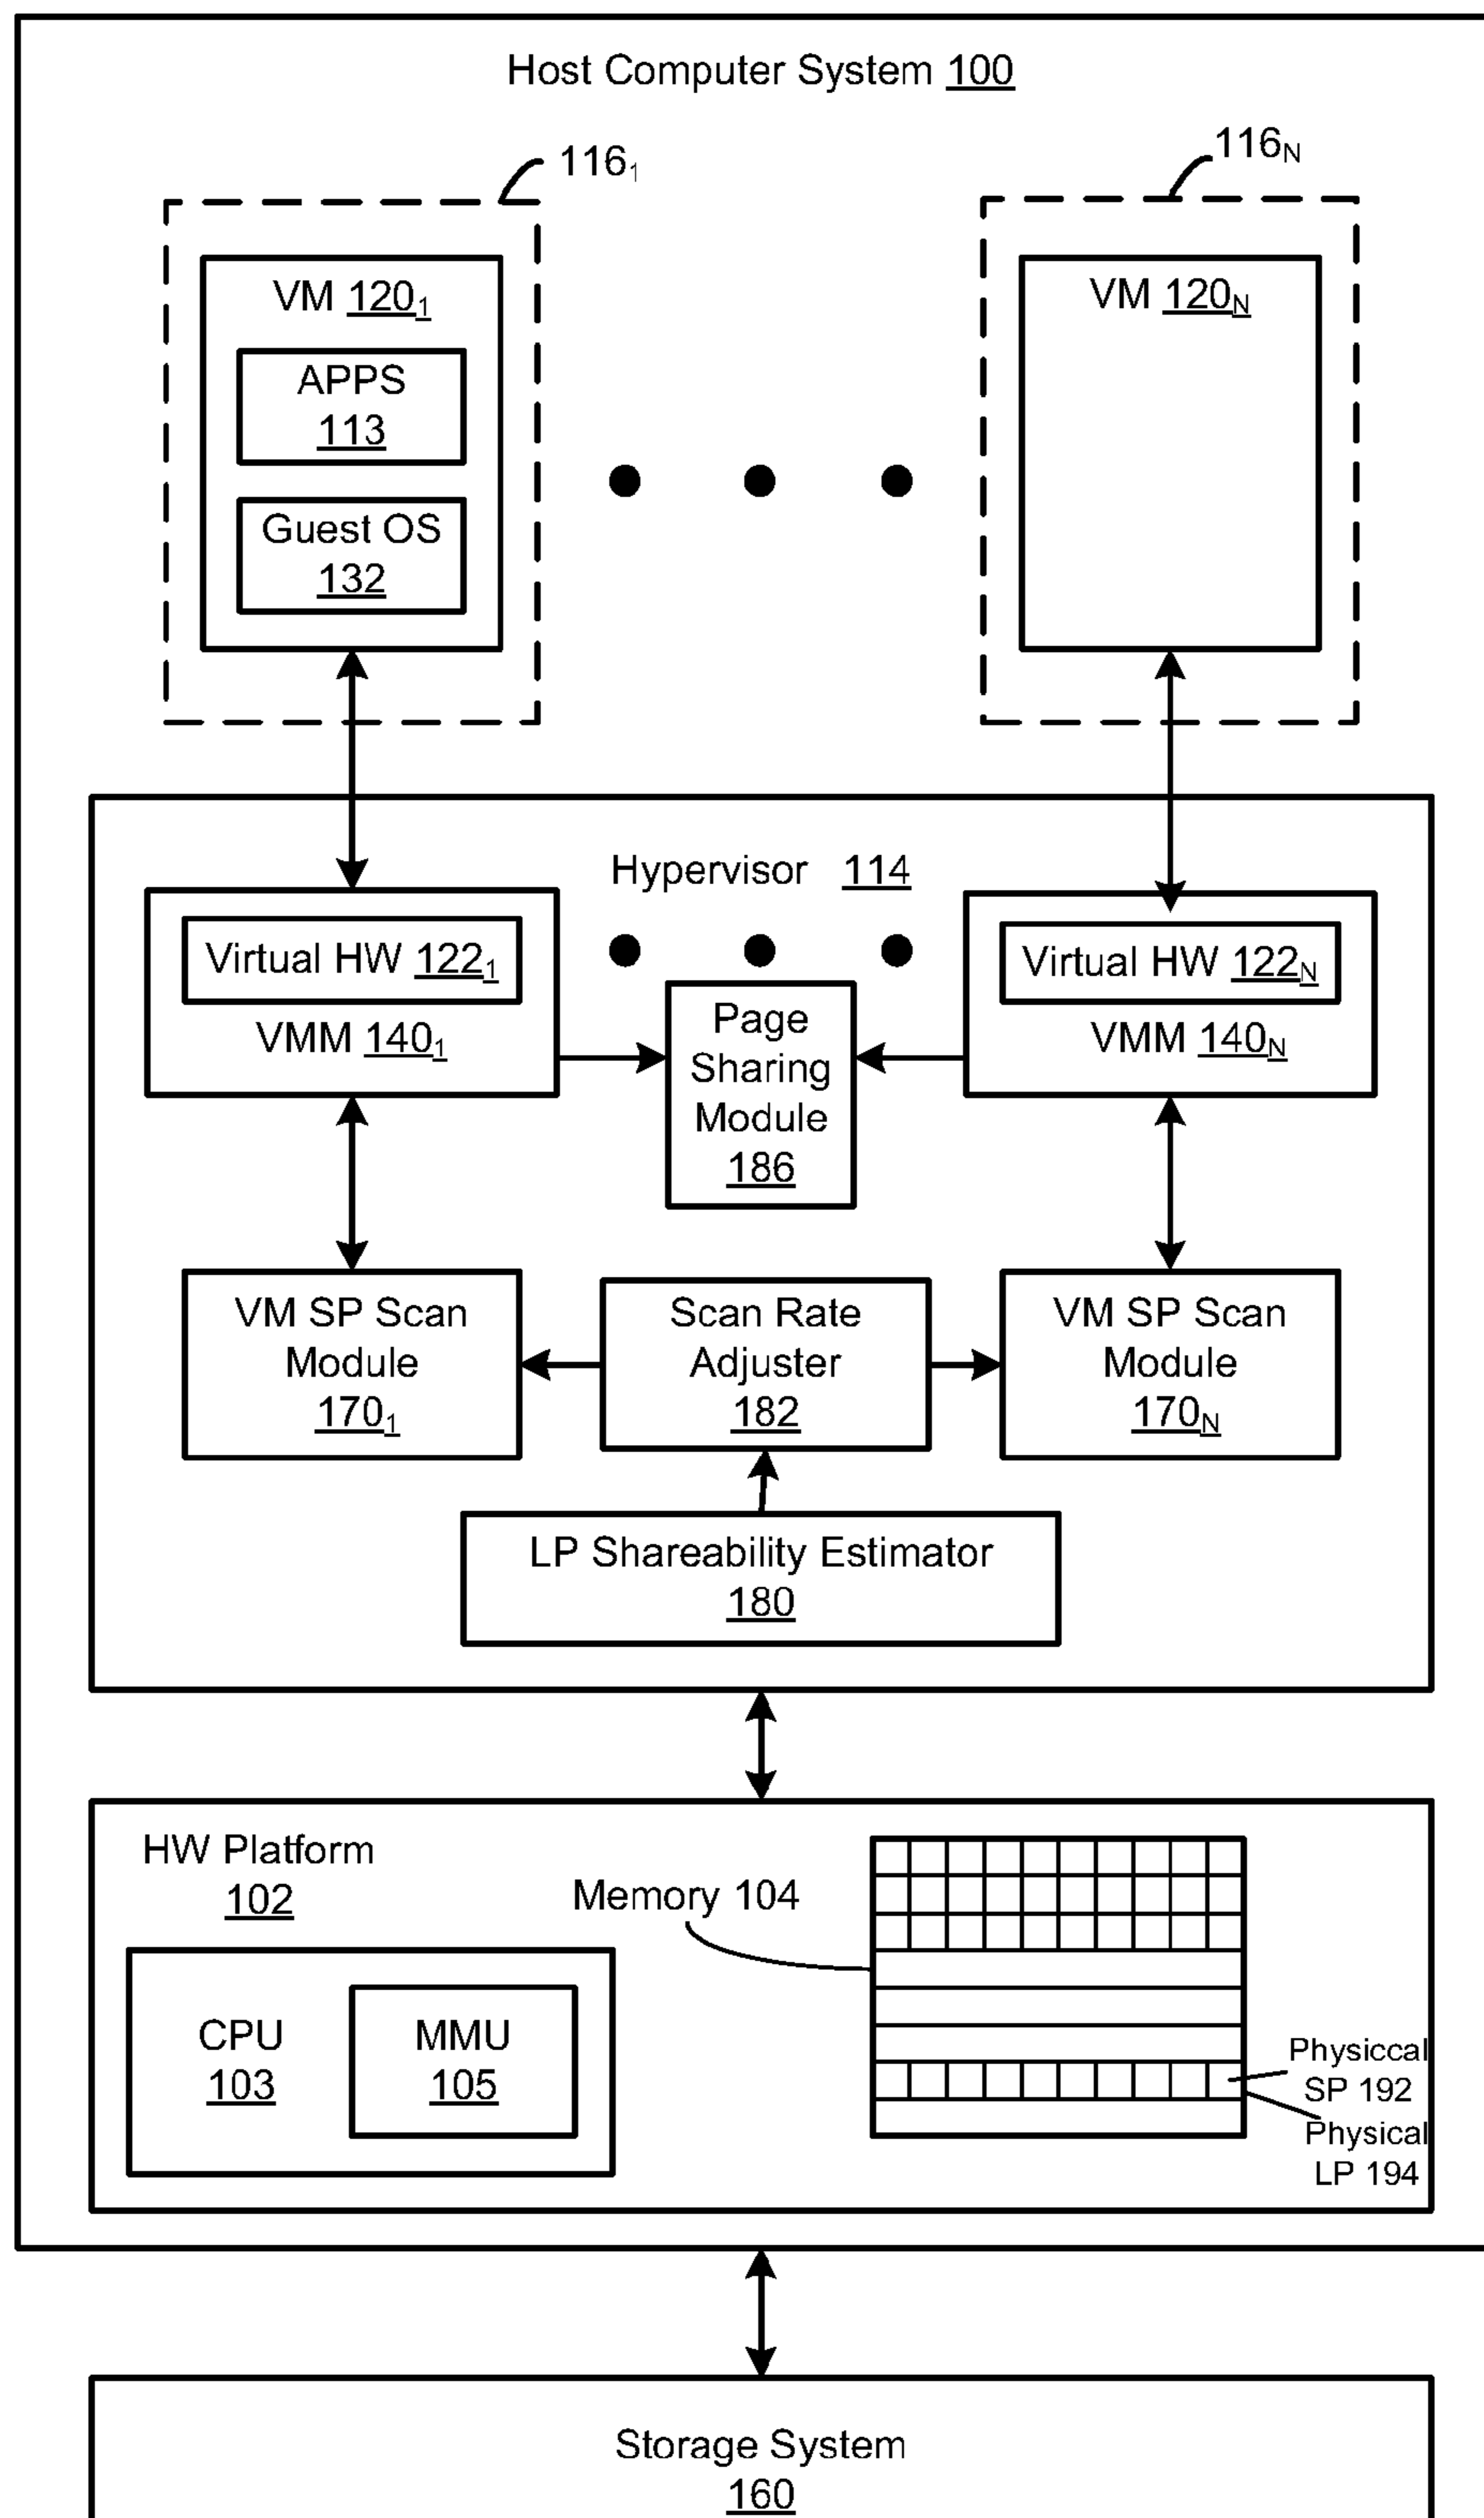 Host Computer System 100
116₁
116N
VM 120₁
VM 120N
APPS
113
Guest OS
132
Hypervisor 114
Virtual HW 122₁
VMM 140₁
Virtual HW 122N
VMM 140N
Page
Sharing
Module
186
VM SP Scan
Module
170₁
Scan Rate
Adjuster
182
VM SP Scan
Module
170N
LP Shareability Estimator
180
HW Platform
102
Memory 104
CPU
103
MMU
105
Physiccal
SP 192
Physical
LP 194
Storage System
160